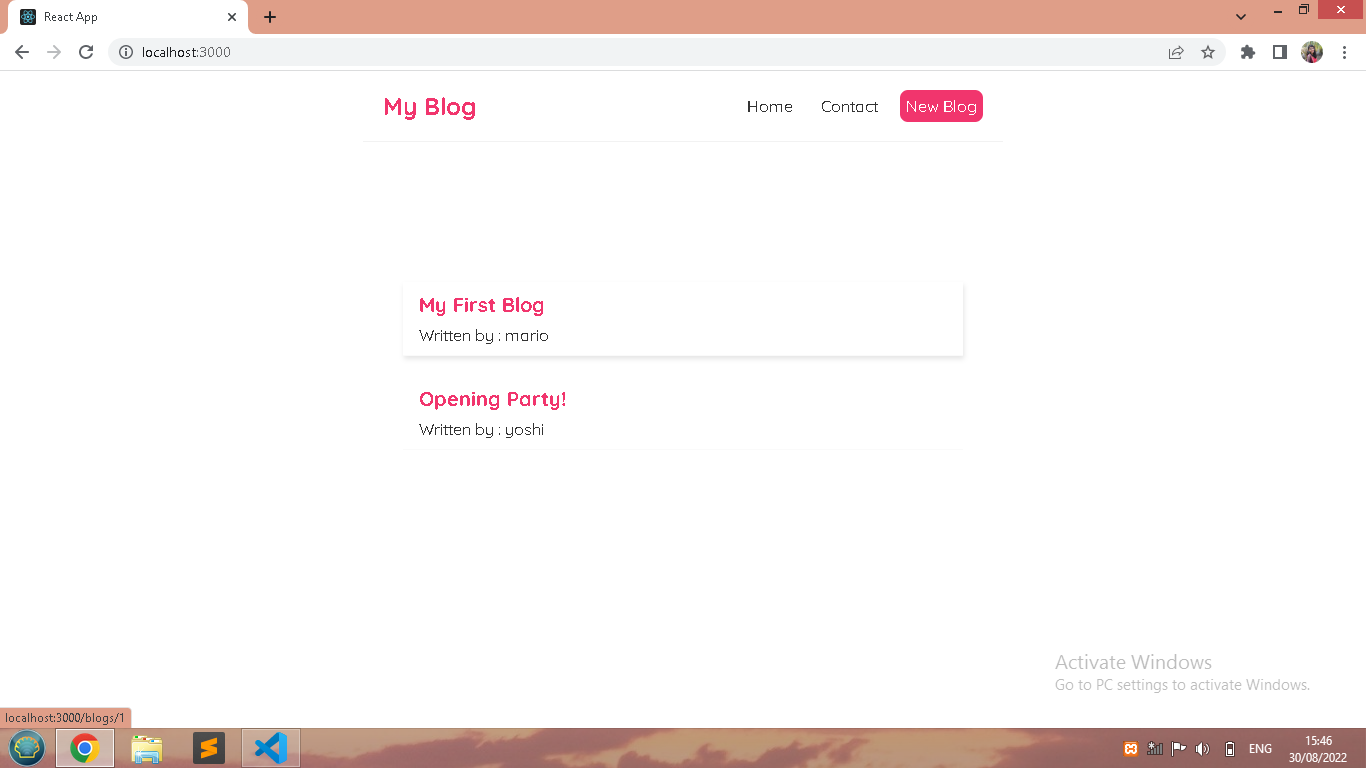 React App
localhost:3000
My Blog
Home
Contact
New Blog
My First Blog
Written by : mario
Opening Party!
Written by : yoshi
Activate Windows
Go to PC settings to activate Windows.
localhost:3000/blogs/1
ENG
15:46
30/08/2022